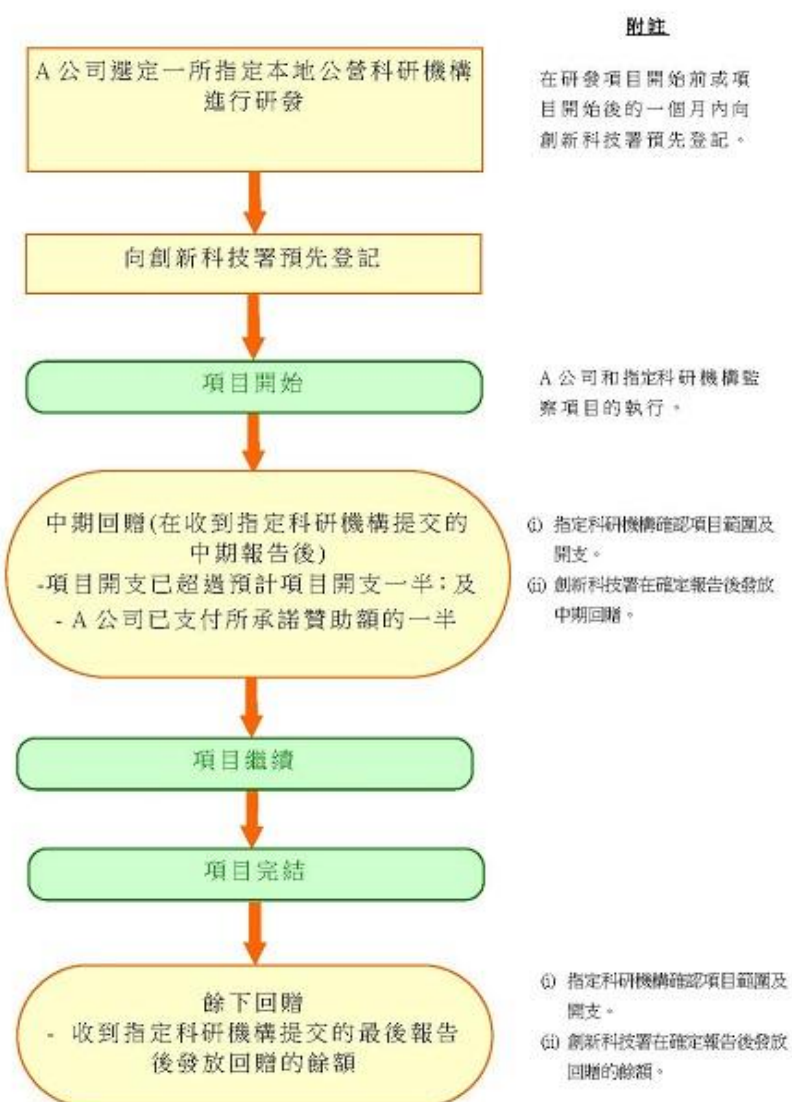 附註
A 公司選定一所指定本地公營科研機構
進行研發
在研發項目開始前或項
目開始後的一個月內向
創新科技署預先登記。
向創新科技署預先登記
項目開始
A 公司和指定科研機構監
察項目的執行。
中期回贈(在收到指定科研機構提交的
中期報告後)
-項目開支已超過預計項目開支一半；及
- A 公司已支付所承諾贊助額的一半
(i) 指定科研機構確認項目範圍及
開支。
(ii) 創新科技署在確定報告後發放
中期回贈。
項目繼續
項目完結
餘下回贈
- 收到指定科研機構提交的最後報告
後發放回贈的餘額
(i) 指定科研機構確認項目範圍及
開支。
(ii) 創新科技署在確定報告後發放
回贈的餘額。